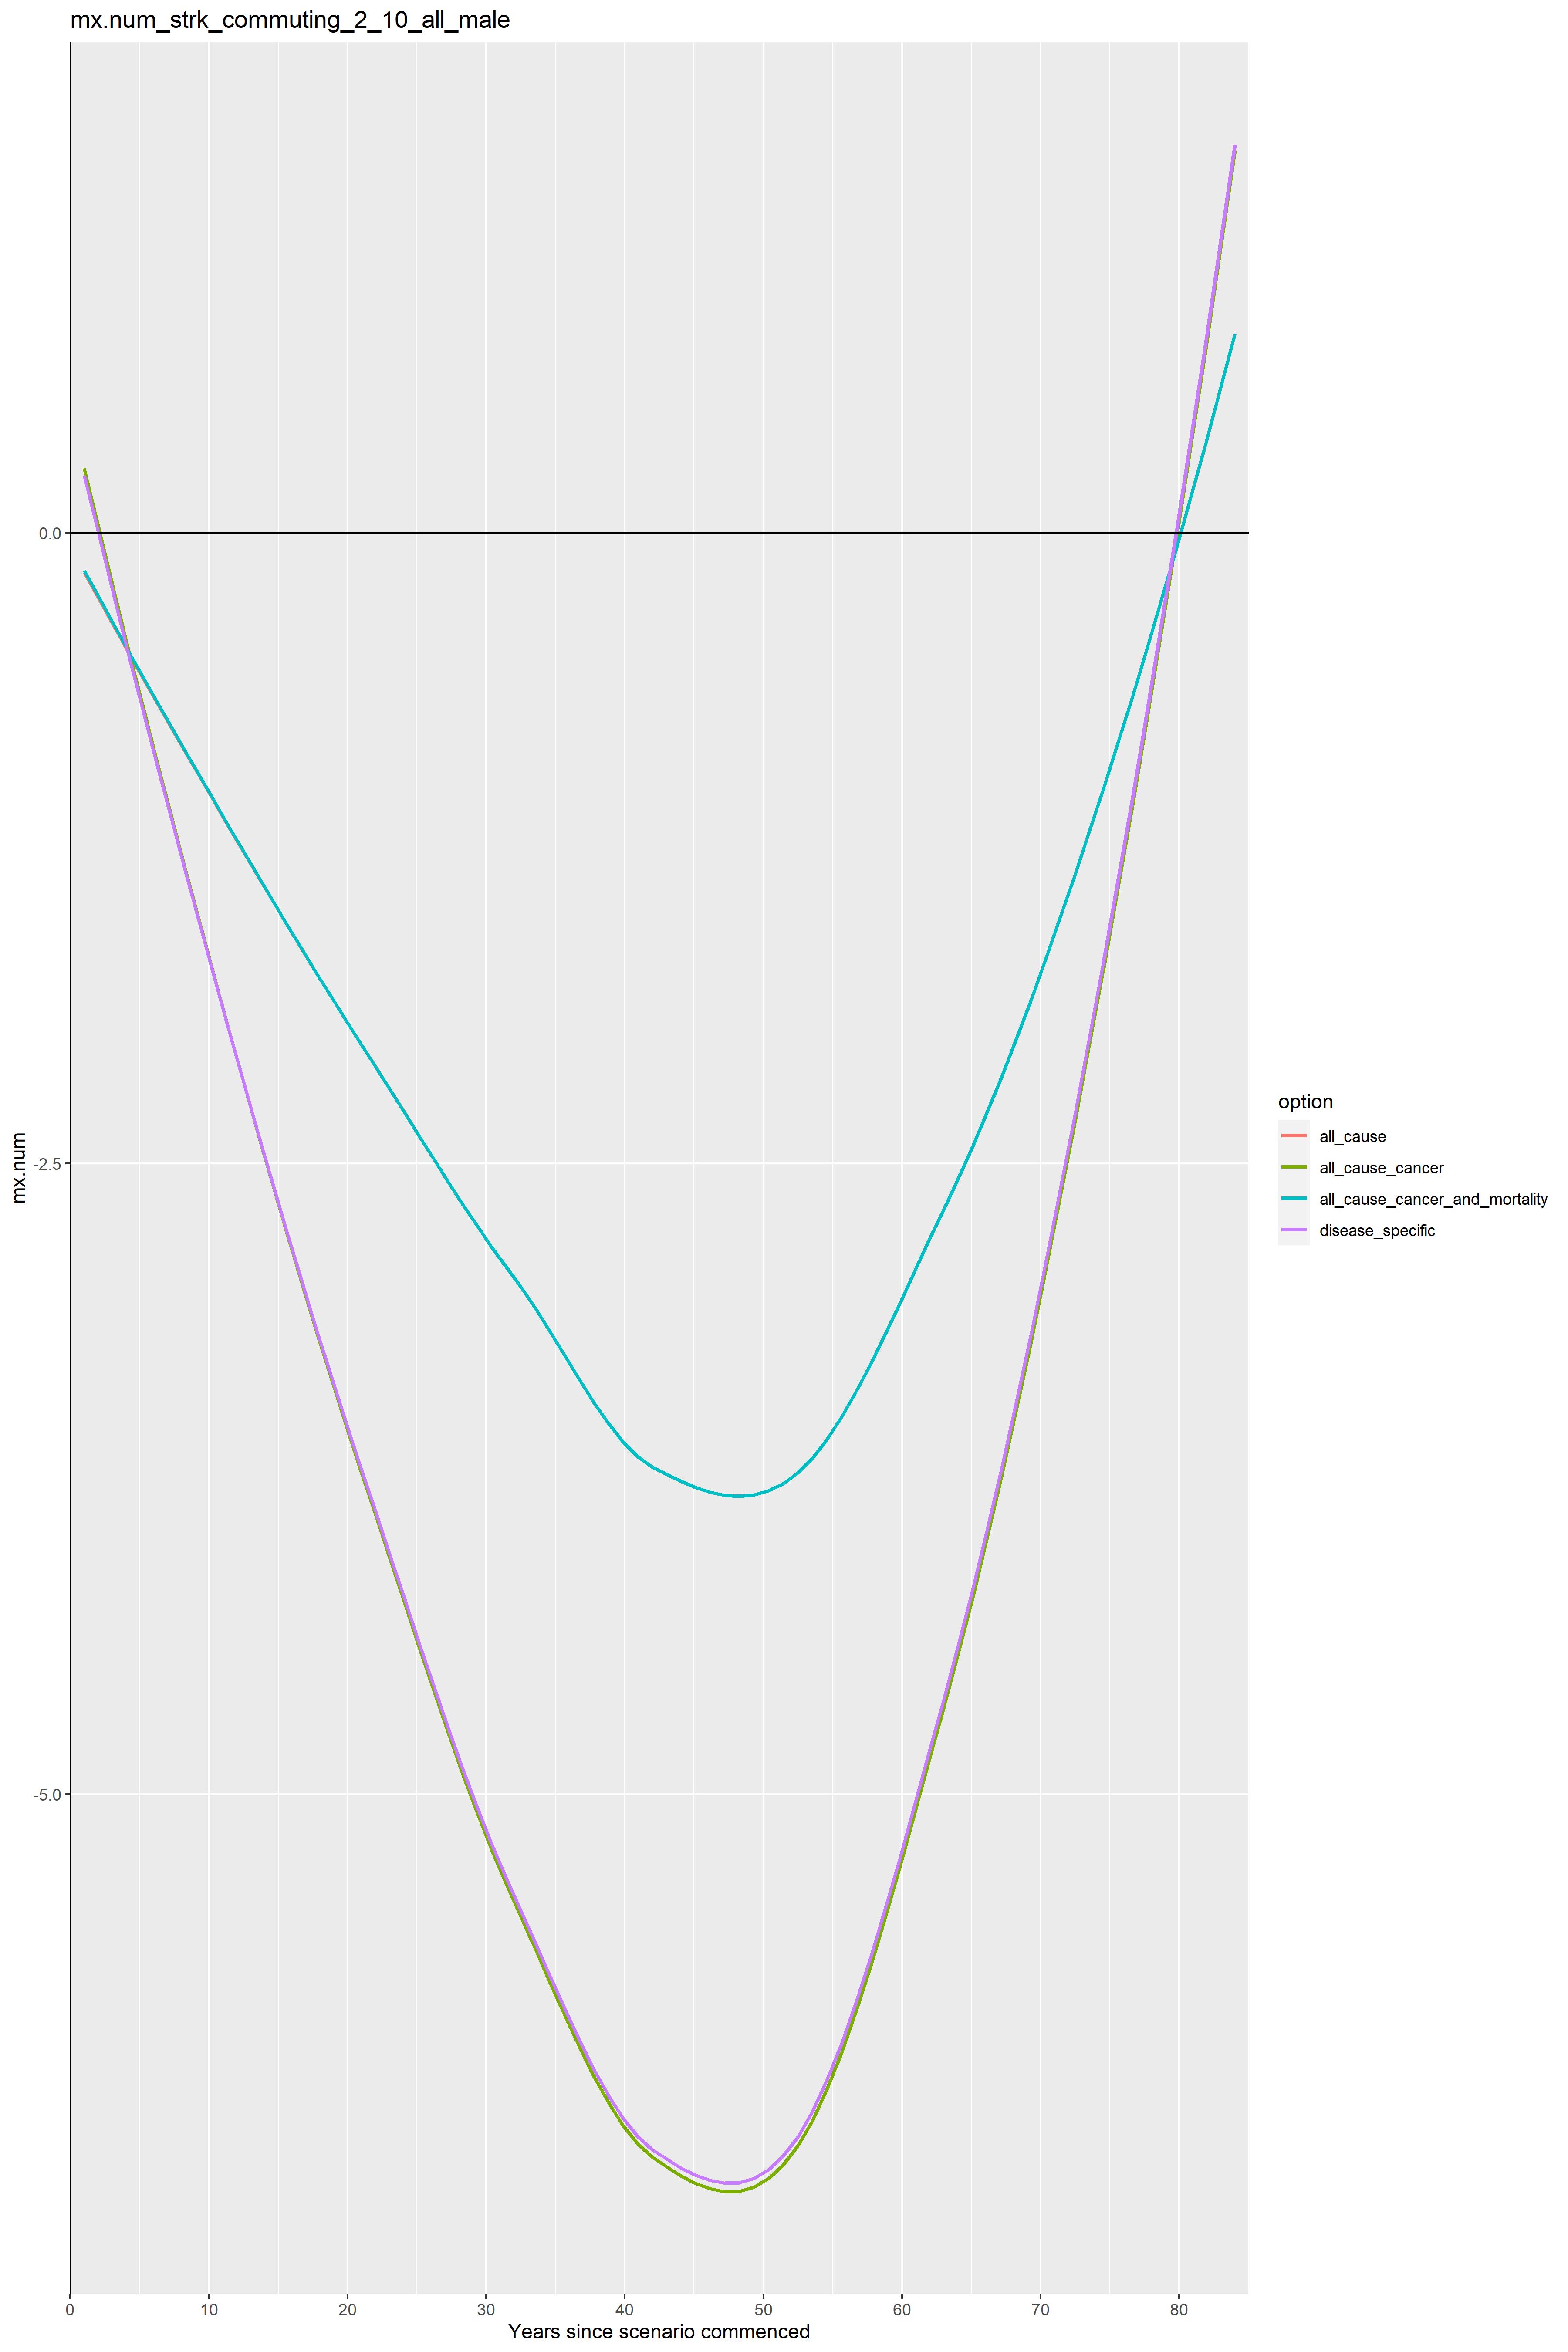 mx.num_strk_commuting_2_10_all_male
mx.num
0.0
-2.5
-5.0
0 10 20 30 40 50 60 70 80
Years since scenario commenced
option
all_cause
all_cause_cancer
all_cause_cancer_and_mortality
disease_specific